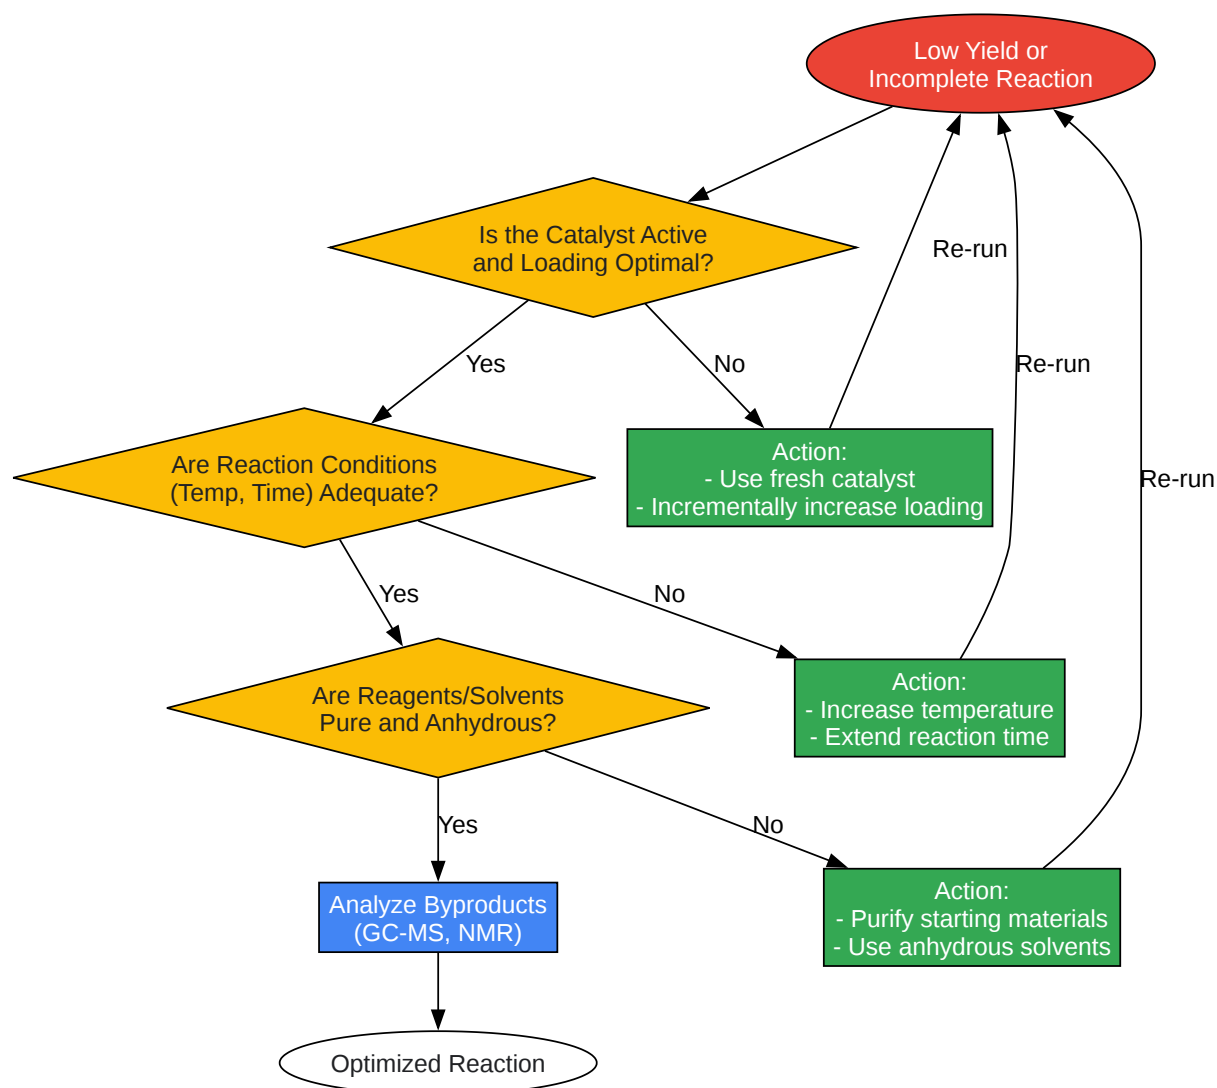 Low Yield or
Incomplete Reaction
Is the Catalyst Active
and Loading Optimal?
Re-run
Yes
No
Re-run
Action:
- Use fresh catalyst
- Incrementally increase loading
Are Reaction Conditions
(Temp, Time) Adequate?
Re-run
Yes
No
Action:
- Increase temperature
- Extend reaction time
Are Reagents/Solvents
Pure and Anhydrous?
Yes
No
Action:
- Purify starting materials
- Use anhydrous solvents
Analyze Byproducts
(GC-MS, NMR)
Optimized Reaction